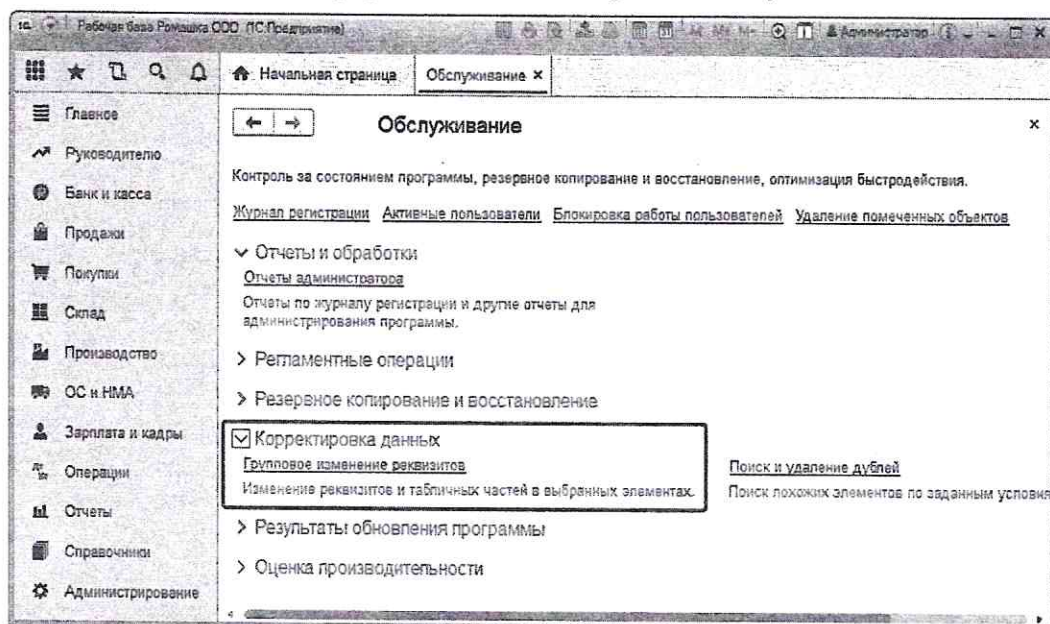 Рабочая база Ромашка ООО (1С:Предприятие)
M M+ M-
Администратор
Начальная страница
Обслуживание ×
Главное
Руководителю
Банк и касса
Продажи
Покупки
Склад
Производство
ОС и НМА
Зарплата и кадры
Операции
Отчеты
Справочники
Администрирование
Обслуживание
Контроль за состоянием программы, резервное копирование и восстановление, оптимизация быстродействия.
Журнал регистрации Активные пользователи Блокировка работы пользователей Удаление помеченных объектов
Отчеты и обработки
Отчеты администратора
Отчеты по журналу регистрации и другие отчеты для
администрирования программы.
Регламентные операции
Резервное копирование и восстановление
Корректировка данных
Групповое изменение реквизитов
Изменение реквизитов и табличных частей в выбранных элементах.
Поиск и удаление дублей
Поиск похожих элементов по заданным условия
Результаты обновления программы
Оценка производительности